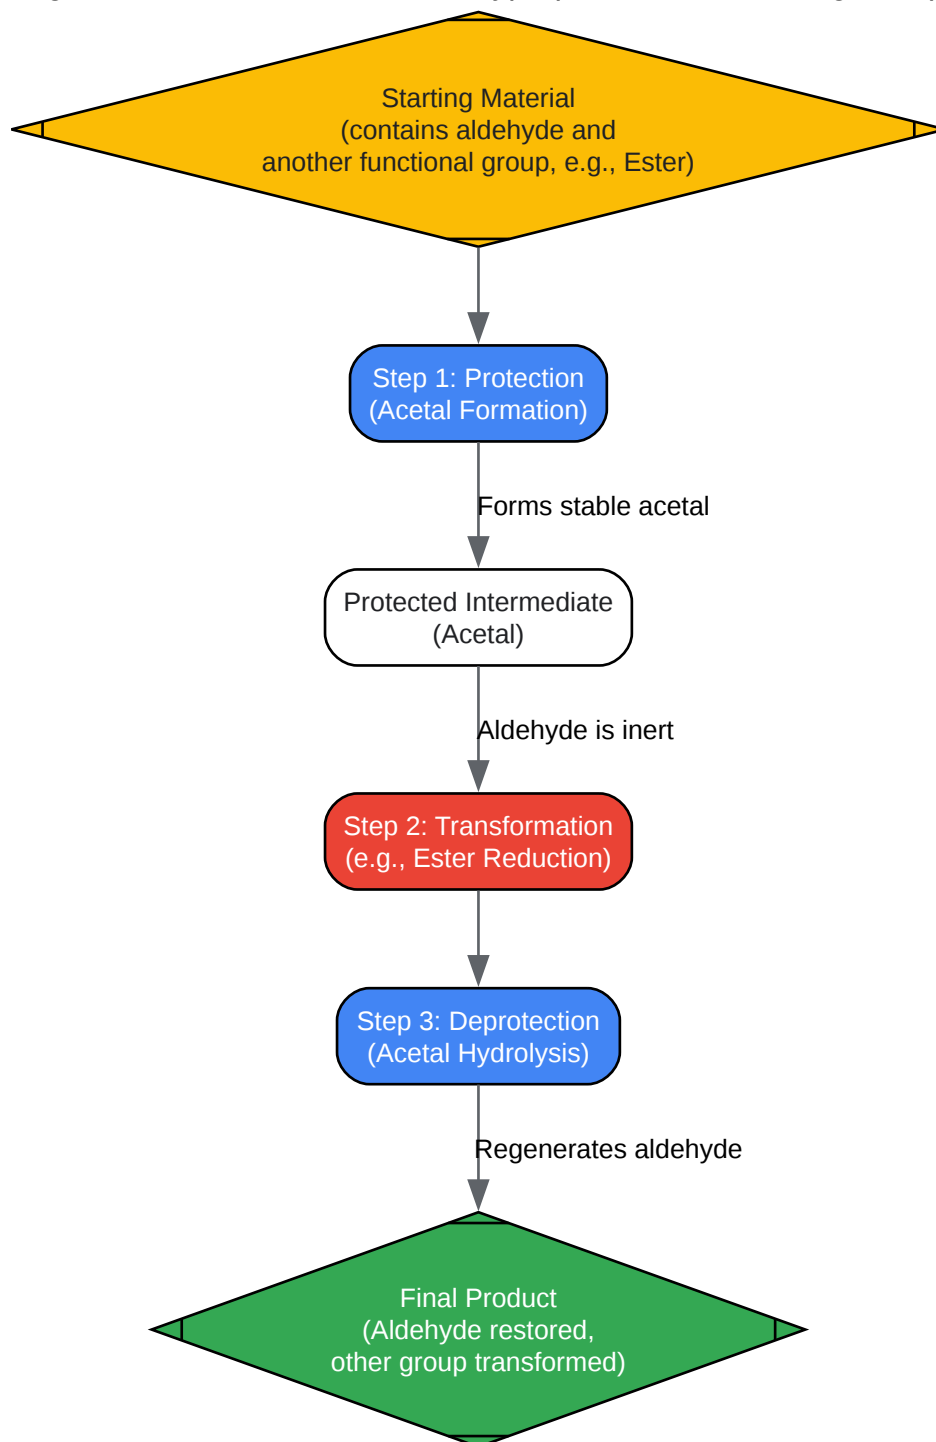 Starting Material
(contains aldehyde and
another functional group, e.g., Ester)
Step 1: Protection
(Acetal Formation)
Forms stable acetal
Protected Intermediate
(Acetal)
Aldehyde is inert
Step 2: Transformation
(e.g., Ester Reduction)
Step 3: Deprotection
(Acetal Hydrolysis)
Regenerates aldehyde
Final Product
(Aldehyde restored,
other group transformed)